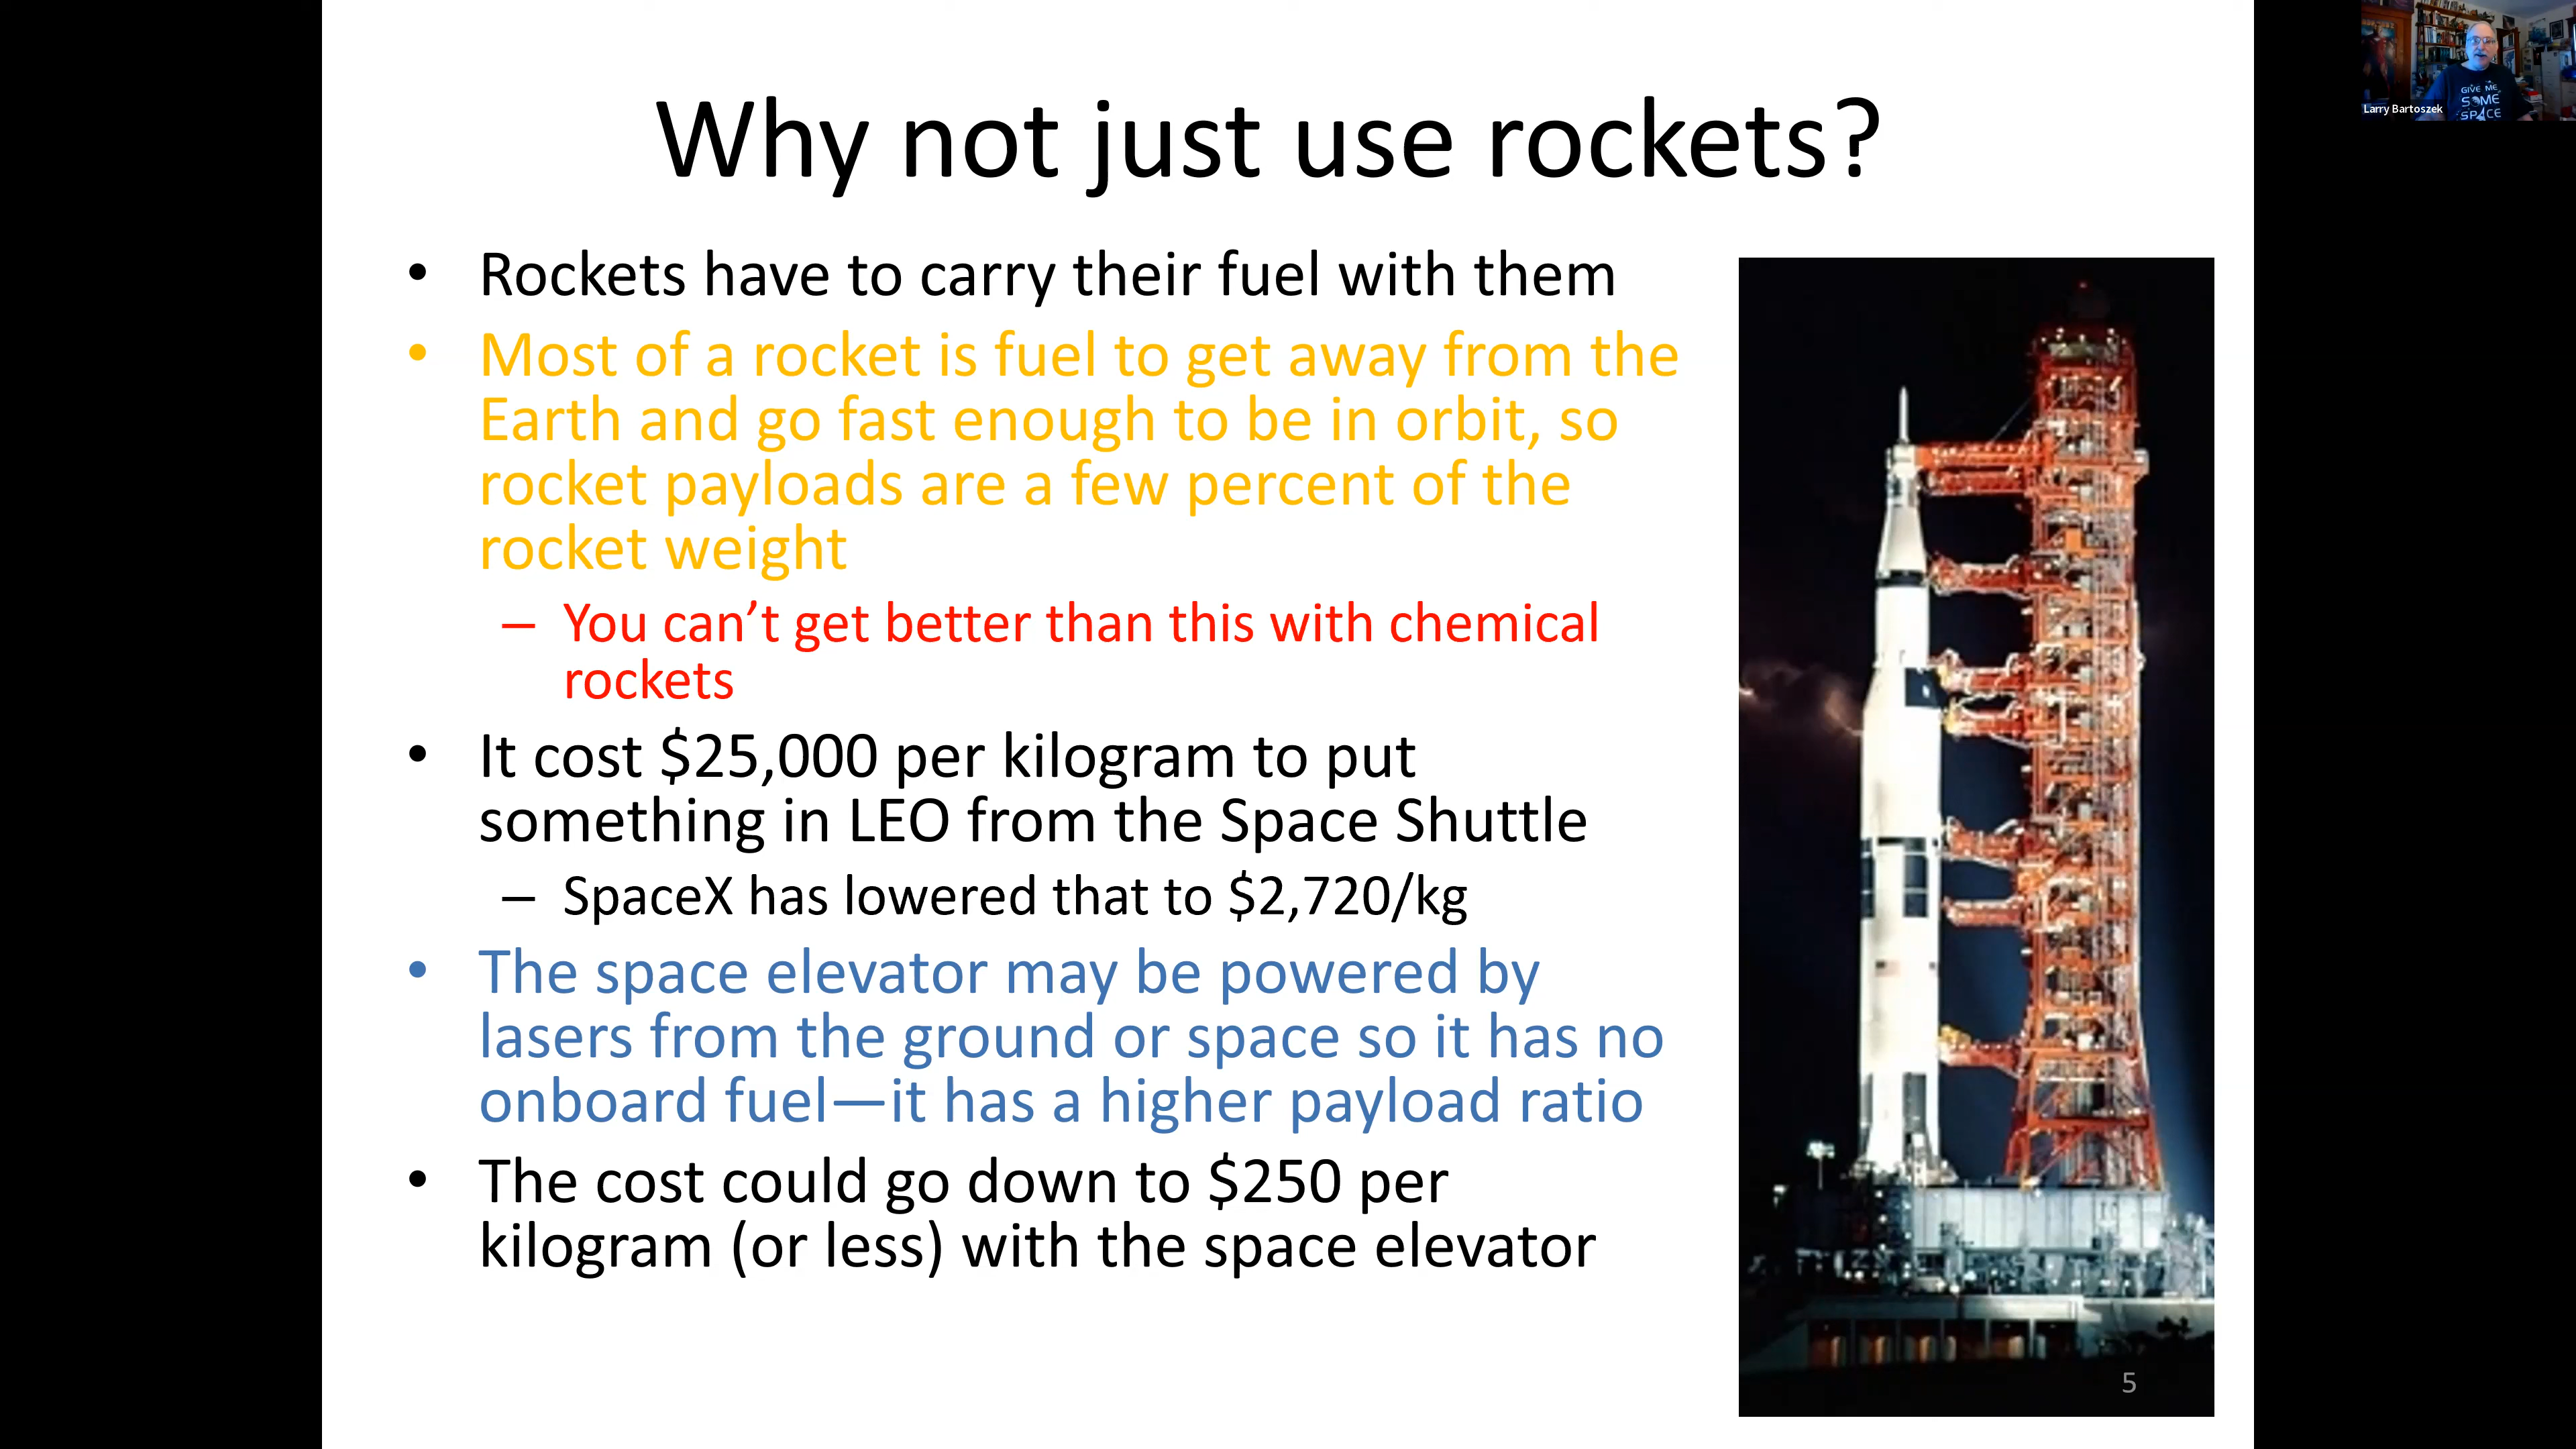 Why not just use rockets?
• Rockets have to carry their fuel with them
• Most of a rocket is fuel to get away from the
Earth and go fast enough to be in orbit, so
rocket payloads are a few percent of the
rocket weight
– You can’t get better than this with chemical
rockets
• It cost $25,000 per kilogram to put
something in LEO from the Space Shuttle
– SpaceX has lowered that to $2,720/kg
• The space elevator may be powered by
lasers from the ground or space so it has no
onboard fuel—it has a higher payload ratio
• The cost could go down to $250 per
kilogram (or less) with the space elevator
5
GIVE ME
SOME
SPACE
Larry Bartoszek